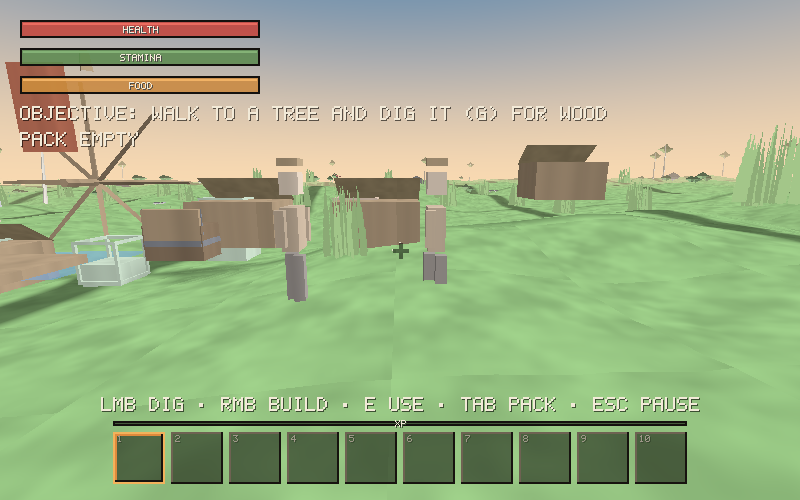 HEALTH
STAMINA
FOOD
OBJECTIVE: WALK TO A TREE AND DIG IT (G) FOR WOOD
PACK EMPTY
LMB DIG · RMB BUILD · E USE · TAB PACK · ESC PAUSE
XP
1 2 3 4 5 6 7 8 9 10